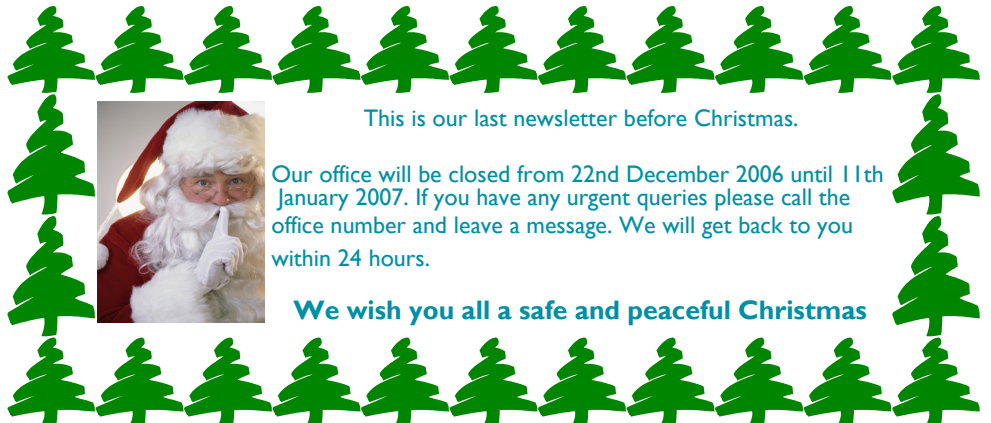 This is our last newsletter before Christmas.
Our office will be closed from 22nd December 2006 until 11th
January 2007. If you have any urgent queries please call the
office number and leave a message. We will get back to you
within 24 hours.
We wish you all a safe and peaceful Christmas